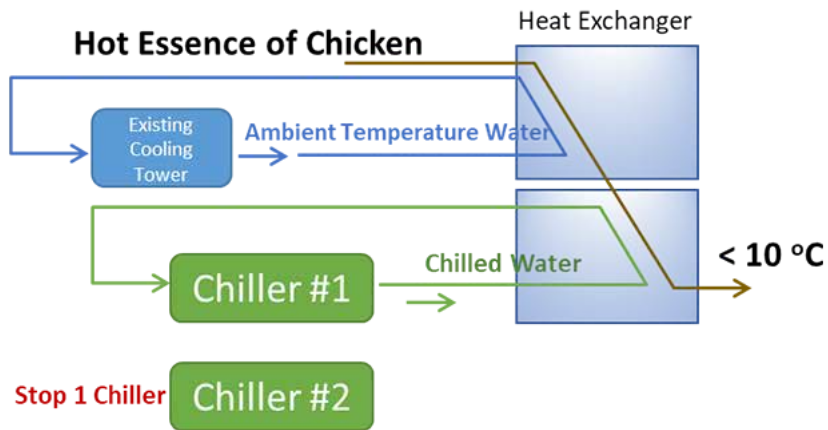 Heat Exchanger
Hot Essence of Chicken
Existing
Cooling
Tower
Ambient Temperature Water
Chilled Water
< 10 °C
Chiller #1
Stop 1 Chiller
Chiller #2